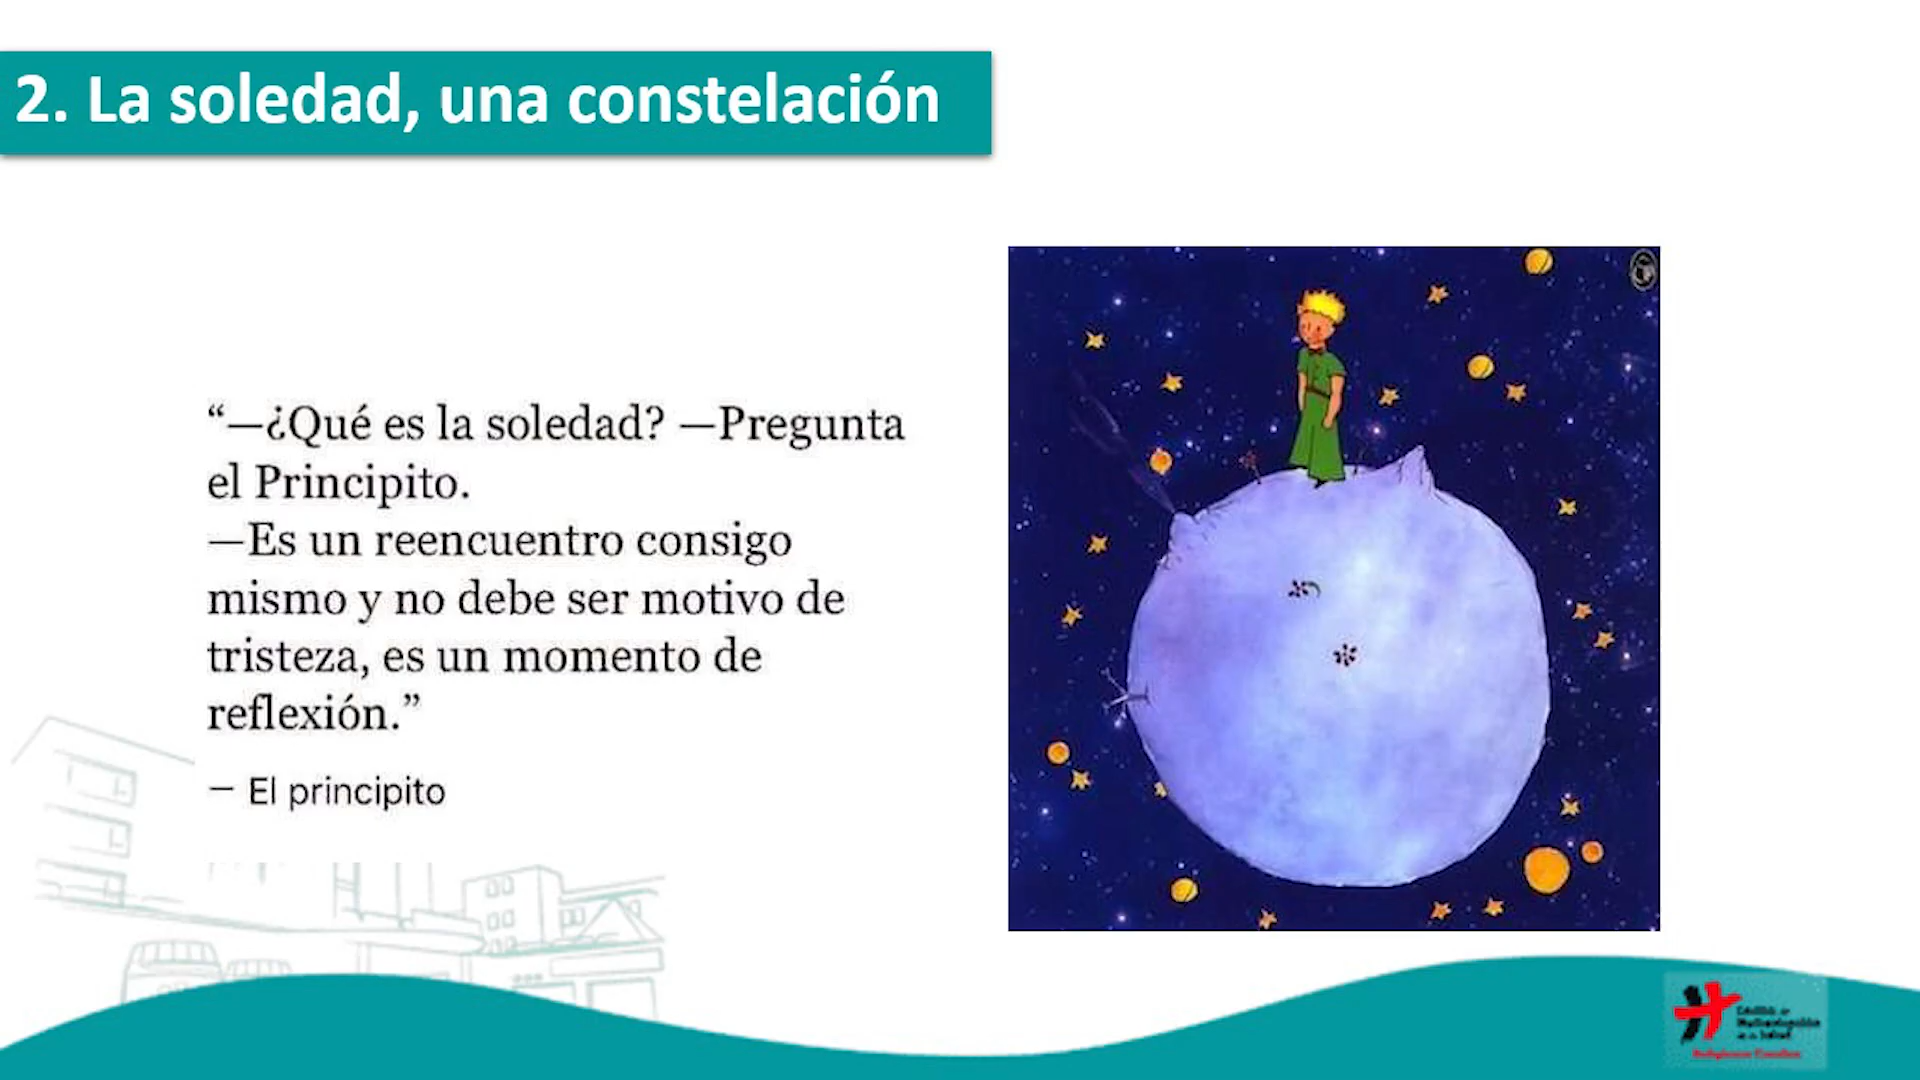 2. La soledad, una constelación
“—¿Qué es la soledad? —Pregunta
el Principito.
—Es un reencuentro consigo
mismo y no debe ser motivo de
tristeza, es un momento de
reflexión.”
— El principito